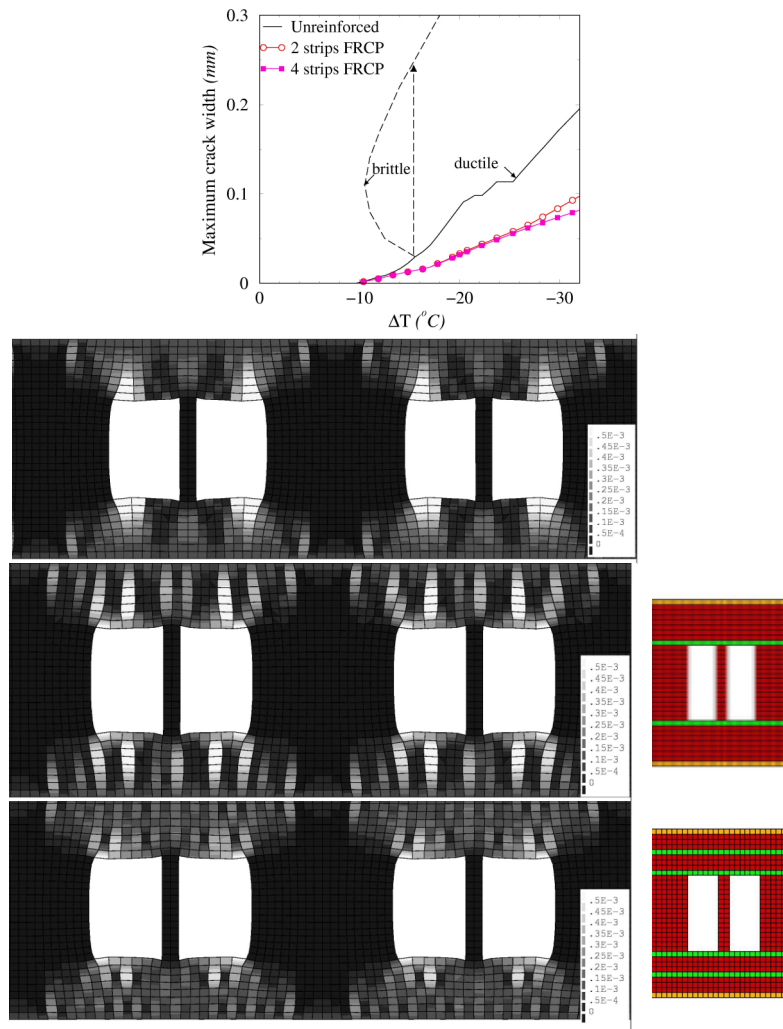 0.3
Unreinforced
2 strips FRCP
4 strips FRCP
0.2
Maximum crack width (mm)
brittle
ductile
0.1
0
0
−10
−20
−30
ΔT (°C)
.5E-3
.45E-3
.4E-3
.35E-3
.3E-3
.25E-3
.2E-3
.15E-3
.1E-3
.5E-4
0
.5E-3
.45E-3
.4E-3
.35E-3
.3E-3
.25E-3
.2E-3
.15E-3
.1E-3
.5E-4
0
.5E-3
.45E-3
.4E-3
.35E-3
.3E-3
.25E-3
.2E-3
.15E-3
.1E-3
.5E-4
0